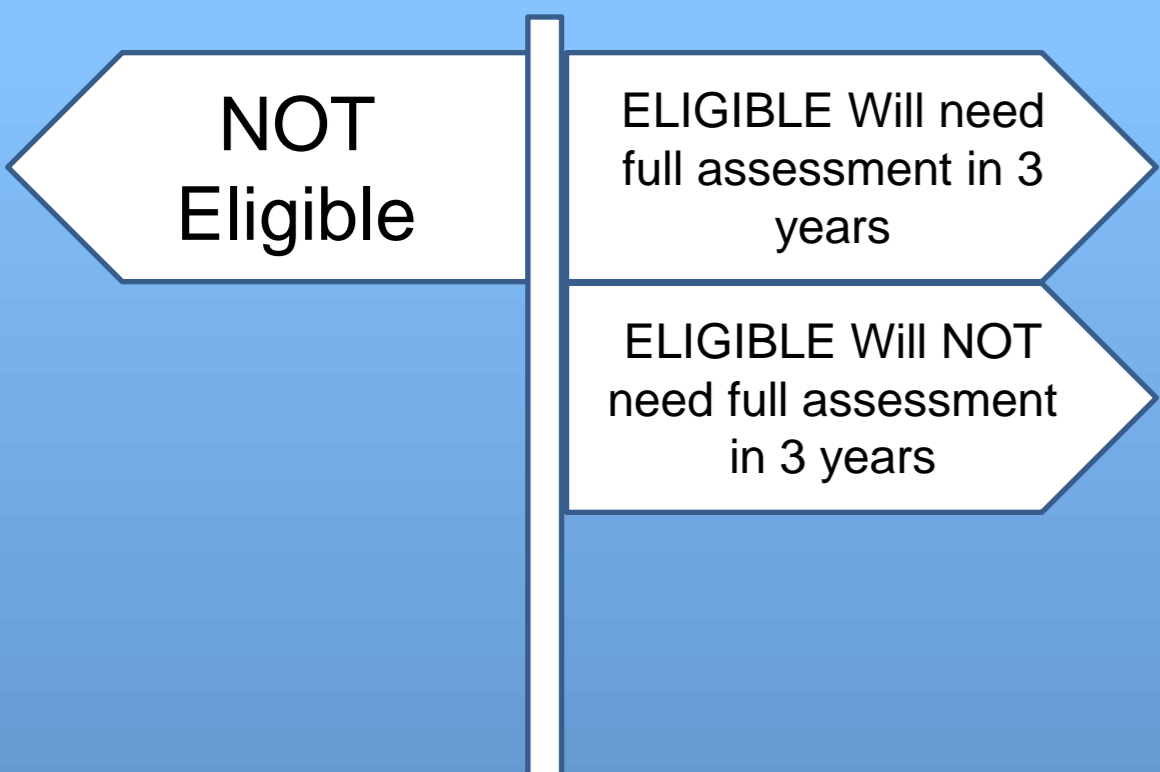 NOT
Eligible
ELIGIBLE Will need
full assessment in 3
years
ELIGIBLE Will NOT
need full assessment
in 3 years